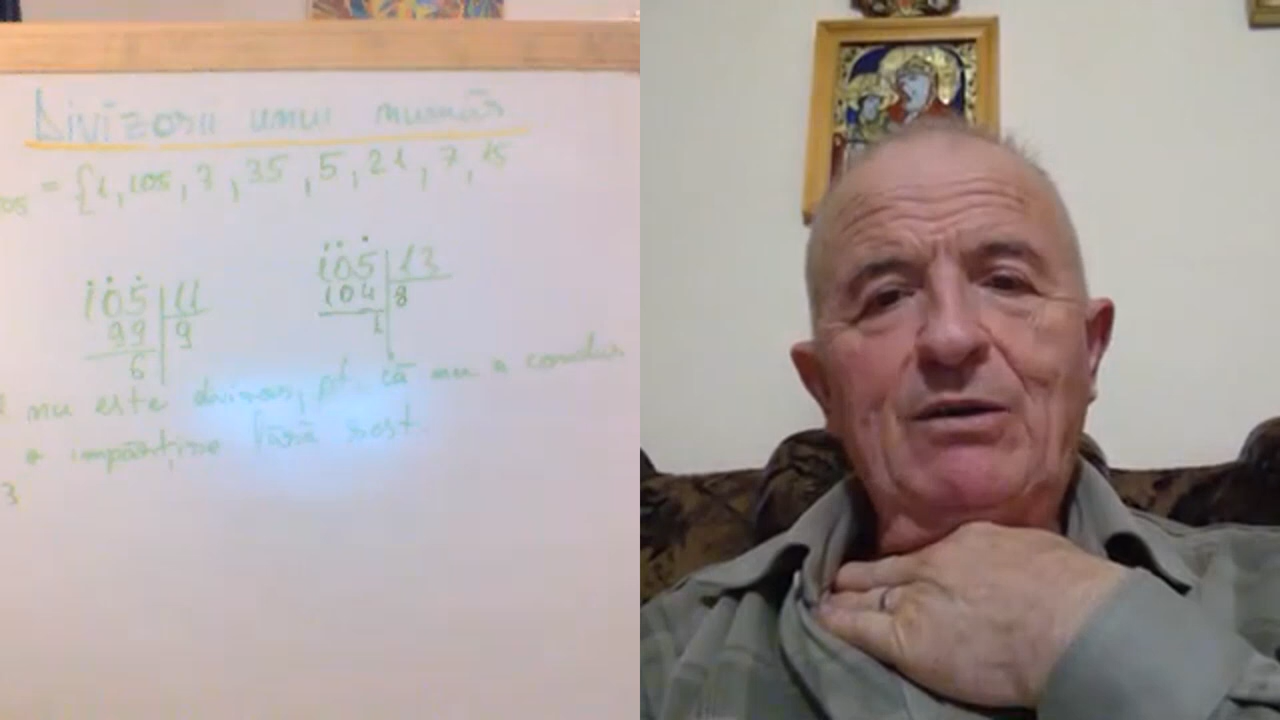 Divizorii unui număr
= {1, 105, 3, 35, 5, 21, 7, 15
105 | 11
99 | 9
6
105 | 13
104 | 8
1
nu este divizor, pt. că nu a condus
o împărțire fără rest
3